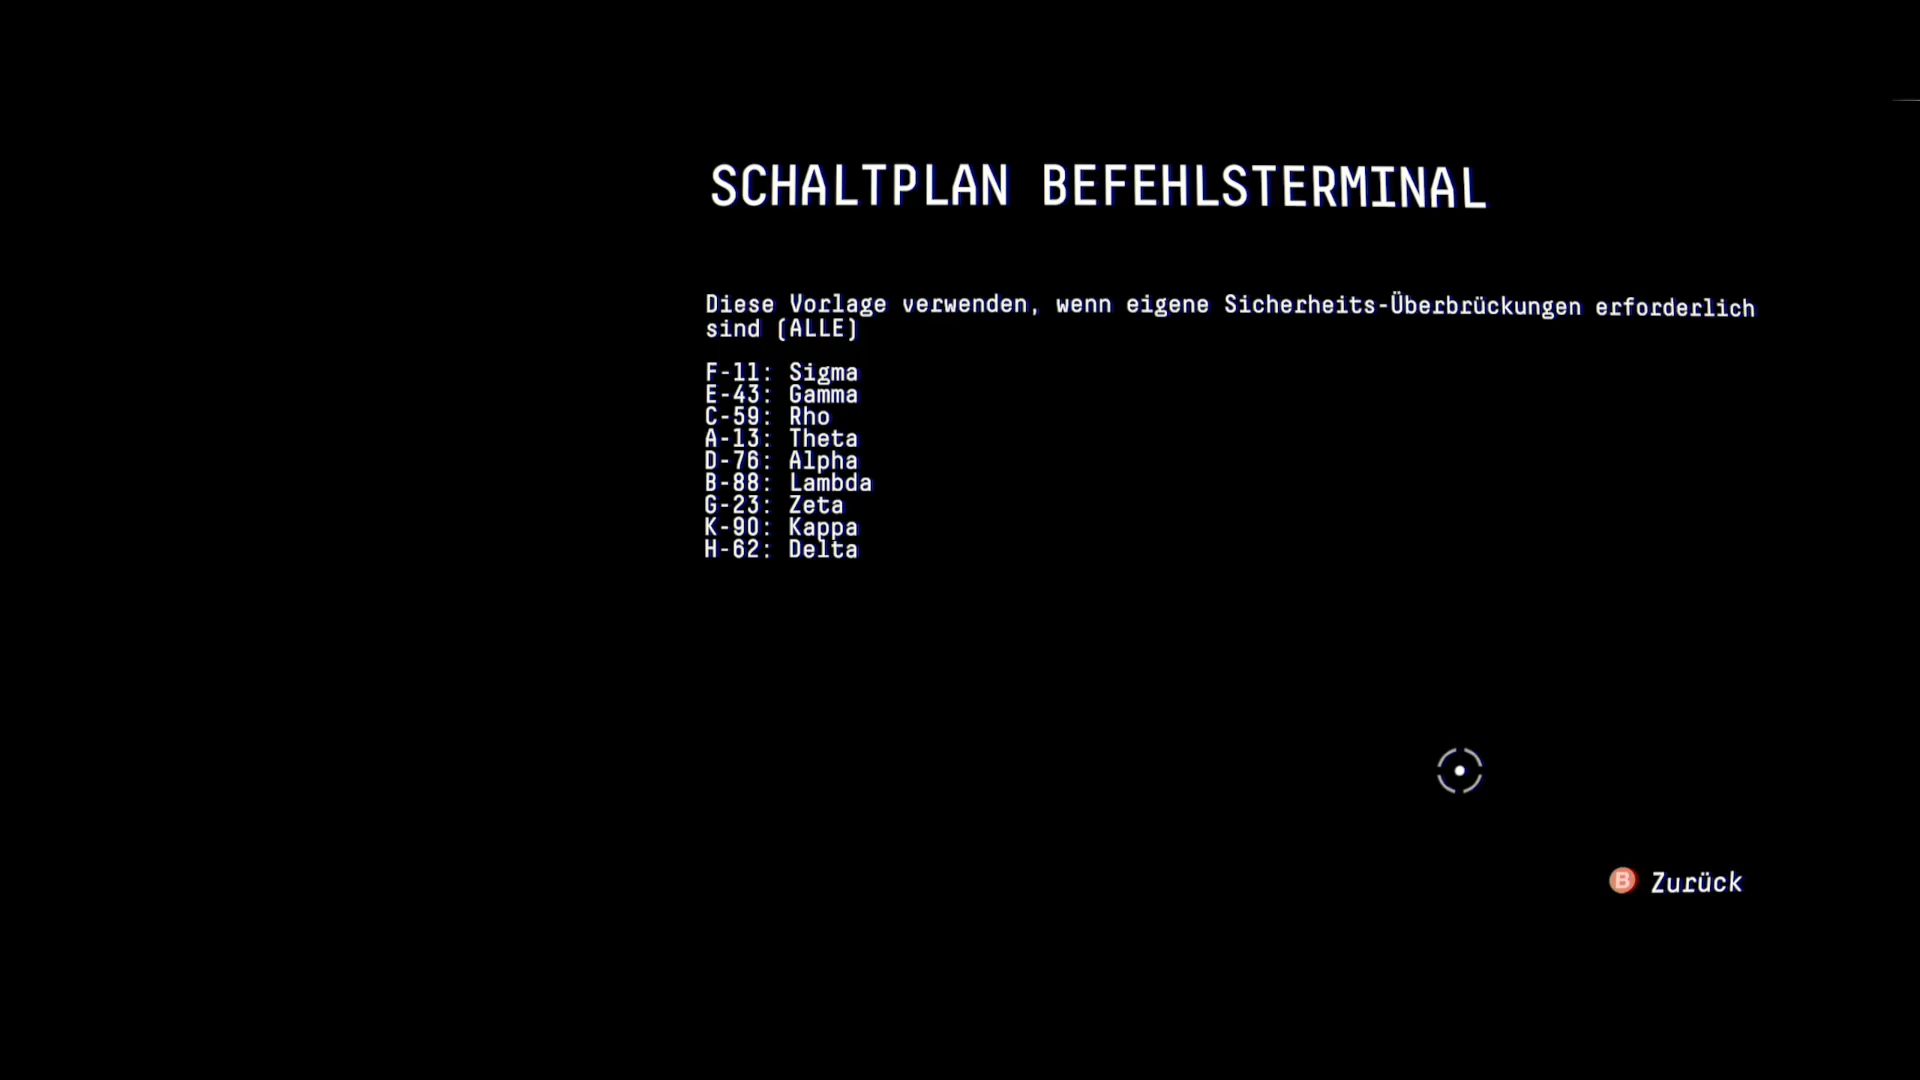 SCHALTPLAN BEFEHLSTERMINAL
Diese Vorlage verwenden, wenn eigene Sicherheits-Überbrückungen erforderlich
sind (ALLE)
F-11: Sigma
E-43: Gamma
C-59: Rho
A-13: Theta
D-76: Alpha
B-88: Lambda
G-23: Zeta
K-90: Kappa
H-62: Delta
B Zurück